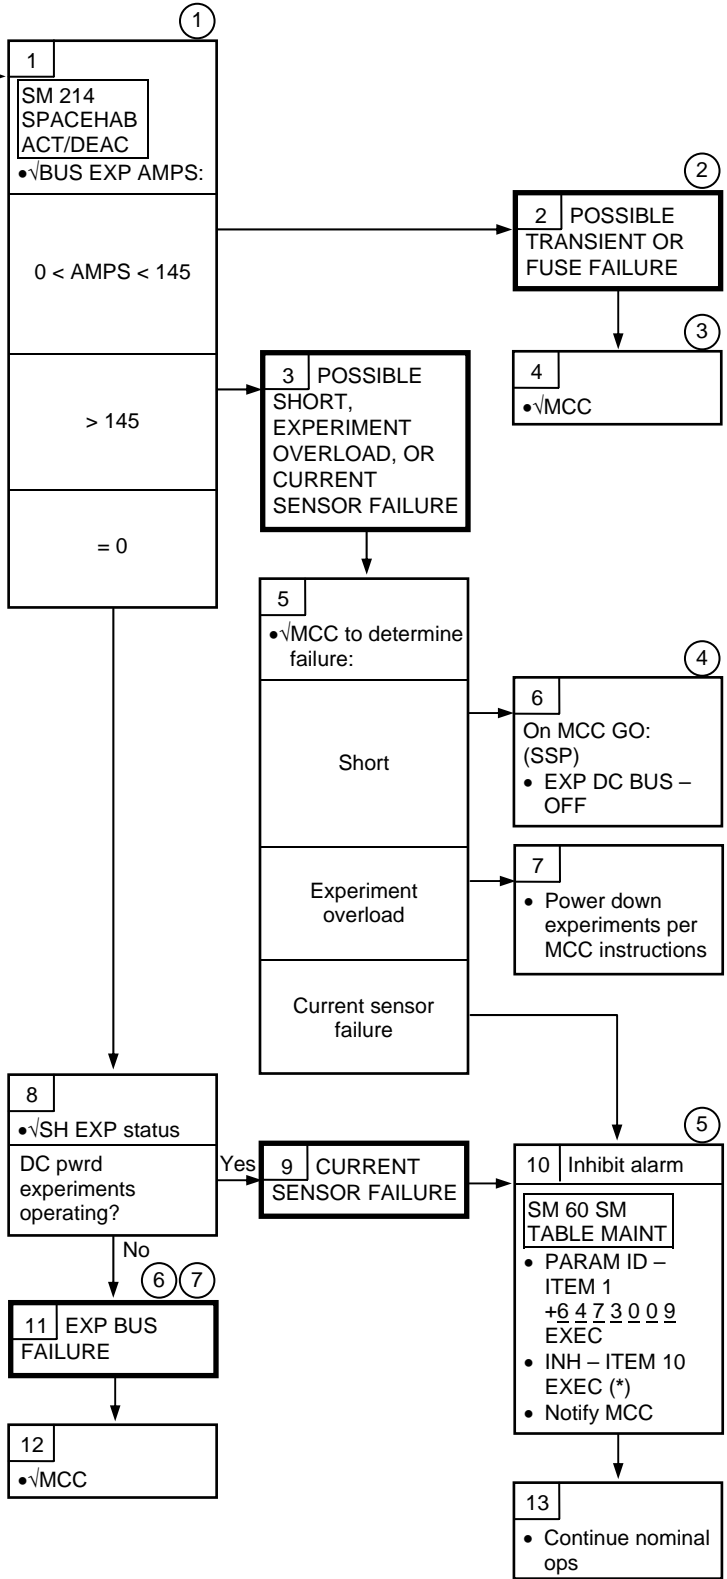 1
1
SM 214
SPACEHAB
ACT/DEAC
•√BUS EXP AMPS:
0 < AMPS < 145
> 145
= 0
2
2 POSSIBLE
TRANSIENT OR
FUSE FAILURE
3
4
•√MCC
3 POSSIBLE
SHORT,
EXPERIMENT
OVERLOAD, OR
CURRENT
SENSOR FAILURE
5
•√MCC to determine
failure:
Short
Experiment
overload
Current sensor
failure
4
6
On MCC GO:
(SSP)
• EXP DC BUS –
OFF
7
• Power down
experiments per
MCC instructions
8
•√SH EXP status
DC pwrd
experiments
operating?
Yes
No
9 CURRENT
SENSOR FAILURE
5
10 Inhibit alarm
SM 60 SM
TABLE MAINT
• PARAM ID –
ITEM 1
+6 4 7 3 0 0 9
EXEC
• INH – ITEM 10
EXEC (*)
• Notify MCC
6 7
11 EXP BUS
FAILURE
12
•√MCC
13
• Continue nominal
ops